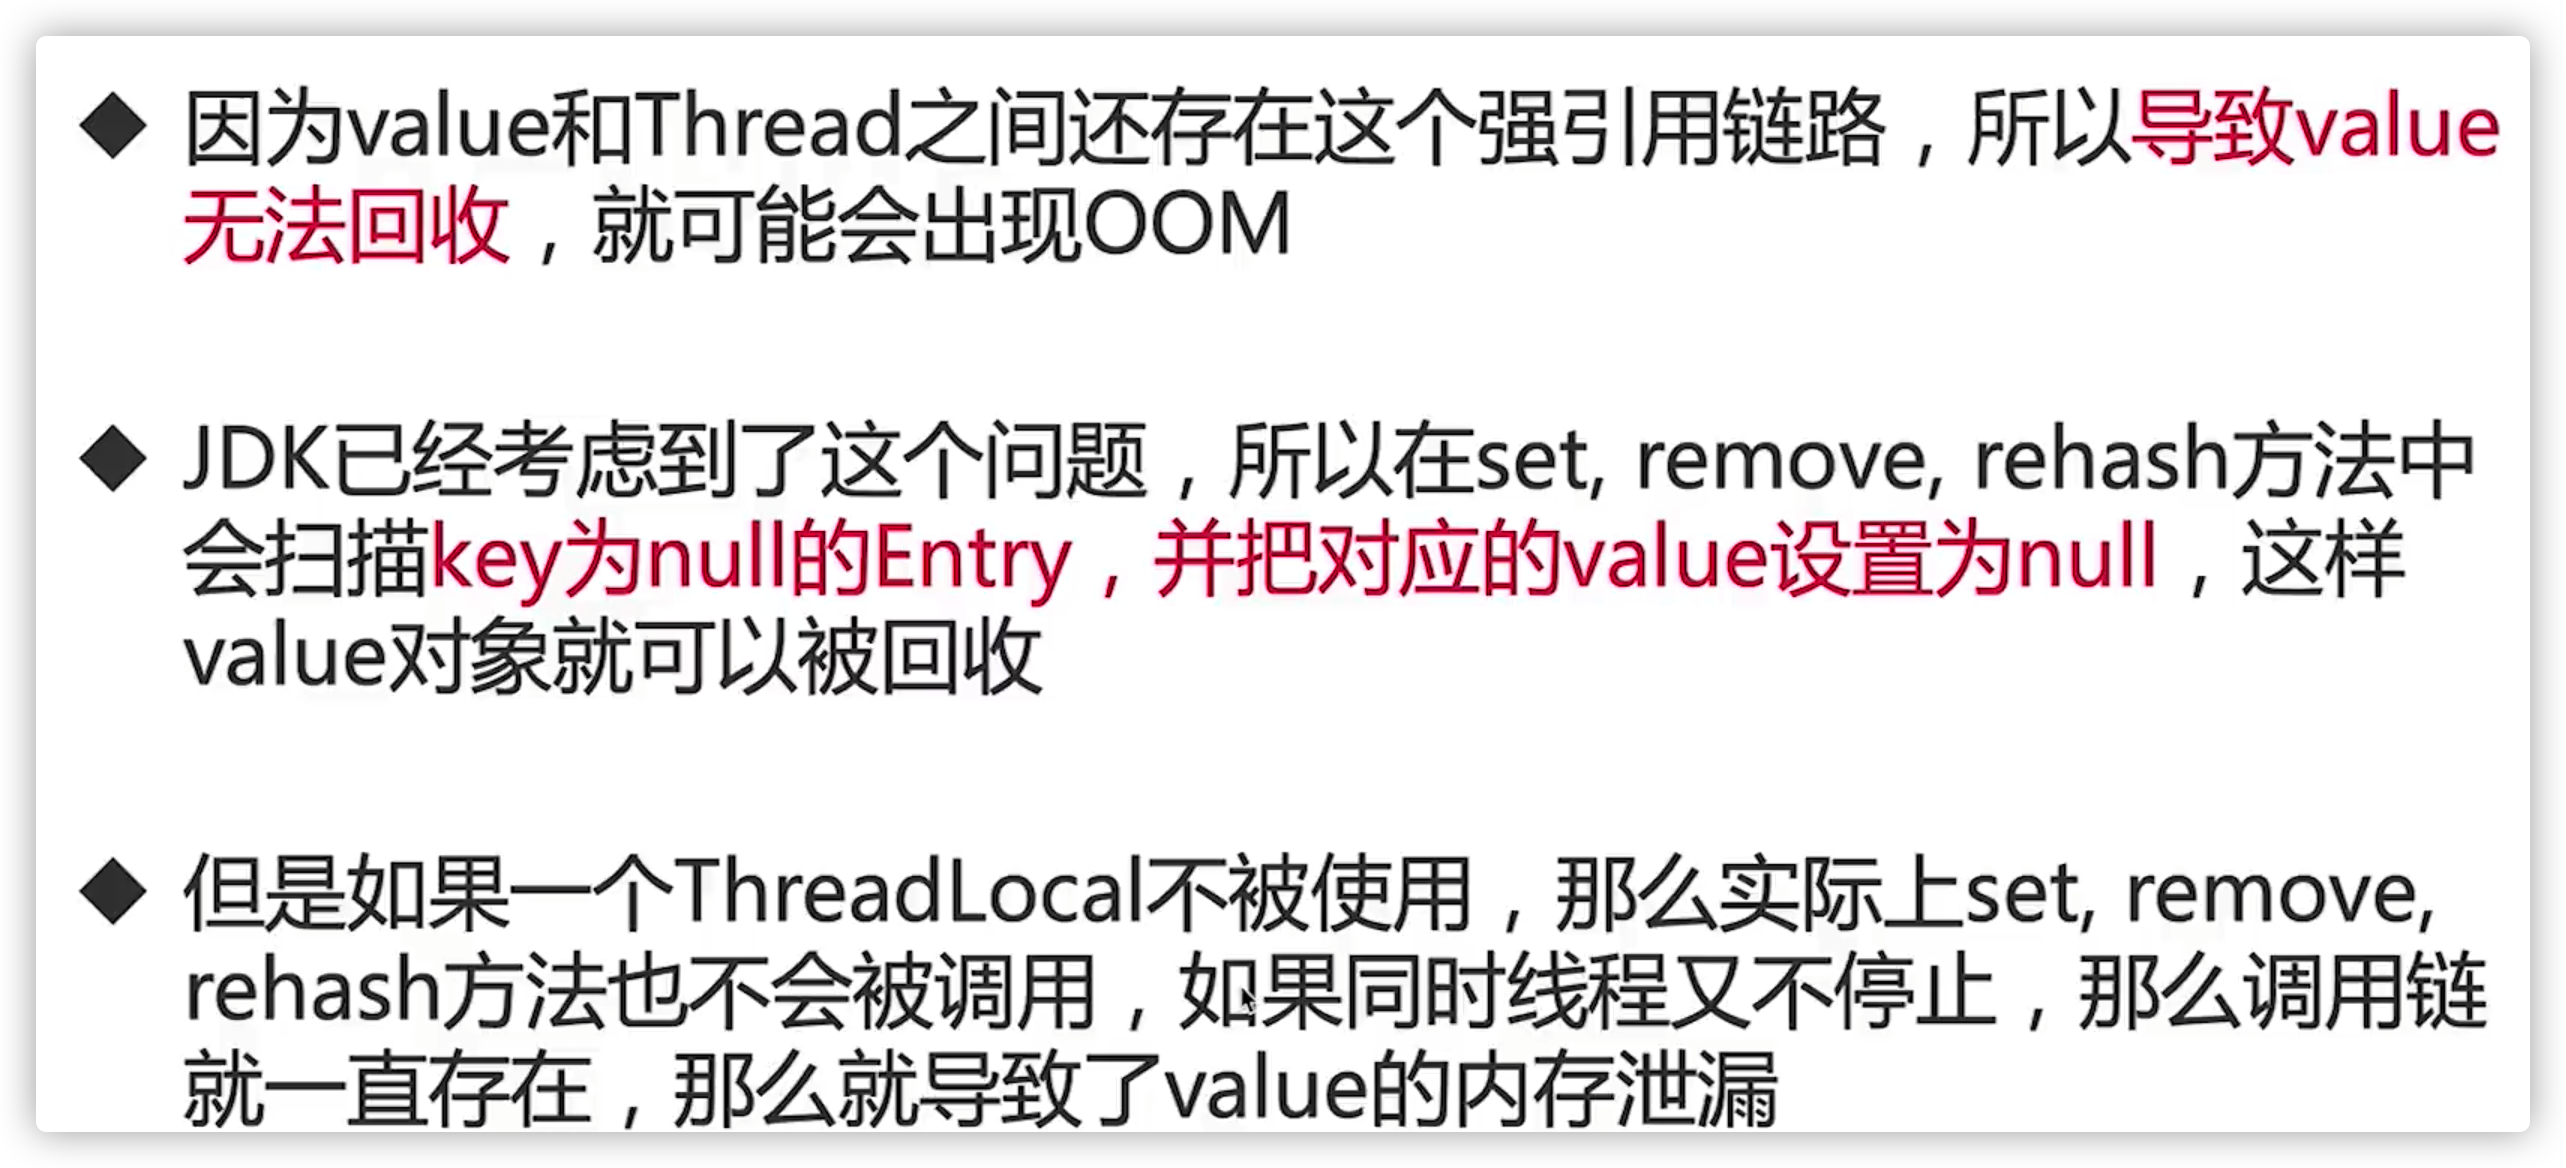 ◆ 因为value和Thread之间还存在这个强引用链路，所以导致value
无法回收，就可能会出现OOM
◆ JDK已经考虑到了这个问题，所以在set, remove, rehash方法中
会扫描key为null的Entry，并把对应的value设置为null，这样
value对象就可以被回收
◆ 但是如果一个ThreadLocal不被使用，那么实际上set, remove,
rehash方法也不会被调用，如果同时线程又不停止，那么调用链
就一直存在，那么就导致了value的内存泄漏